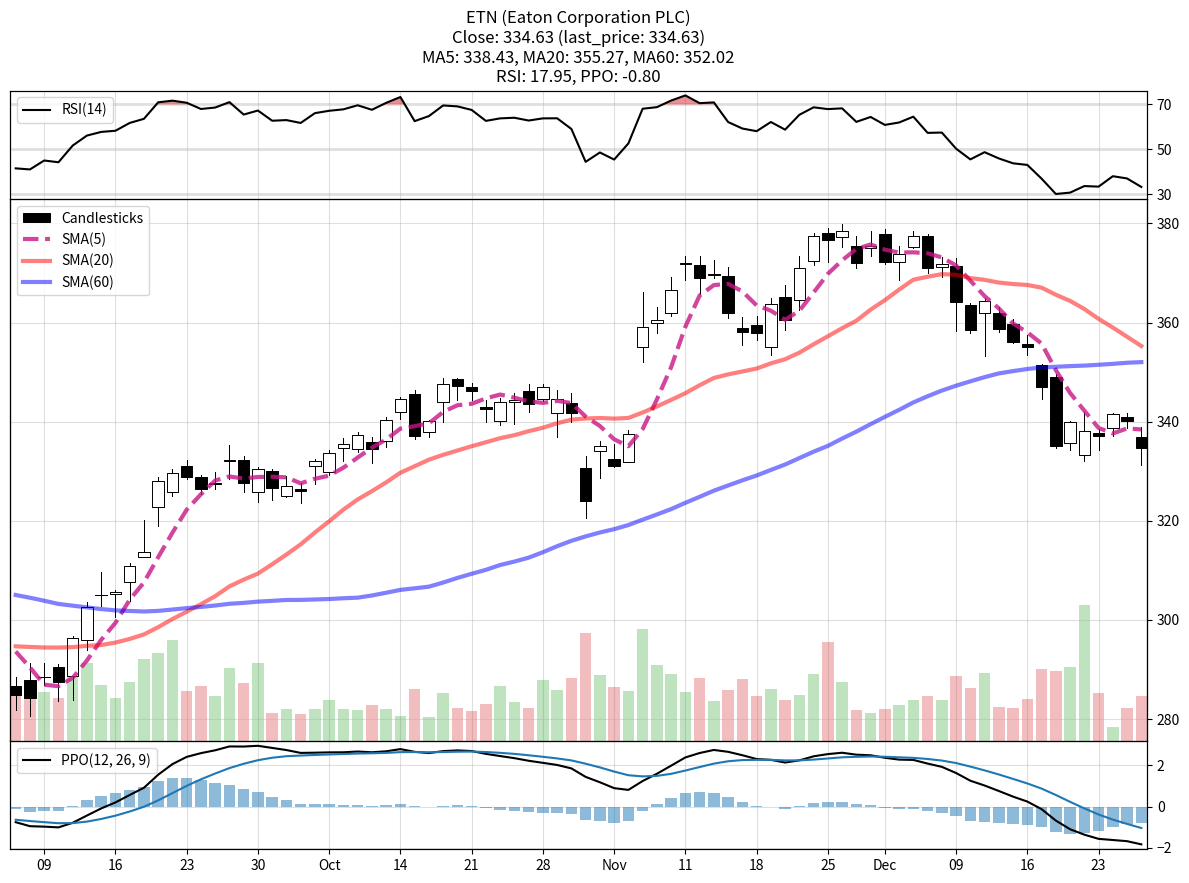 ETN (Eaton Corporation PLC)
Close: 334.63 (last_price: 334.63)
MA5: 338.43, MA20: 355.27, MA60: 352.02
RSI: 17.95, PPO: -0.80
RSI(14)
70
50
30
Candlesticks
SMA(5)
SMA(20)
SMA(60)
380
360
340
320
300
280
PPO(12, 26, 9)
2
0
−2
09 16 23 30 Oct 14 21 28 Nov 11 18 25 Dec 09 16 23